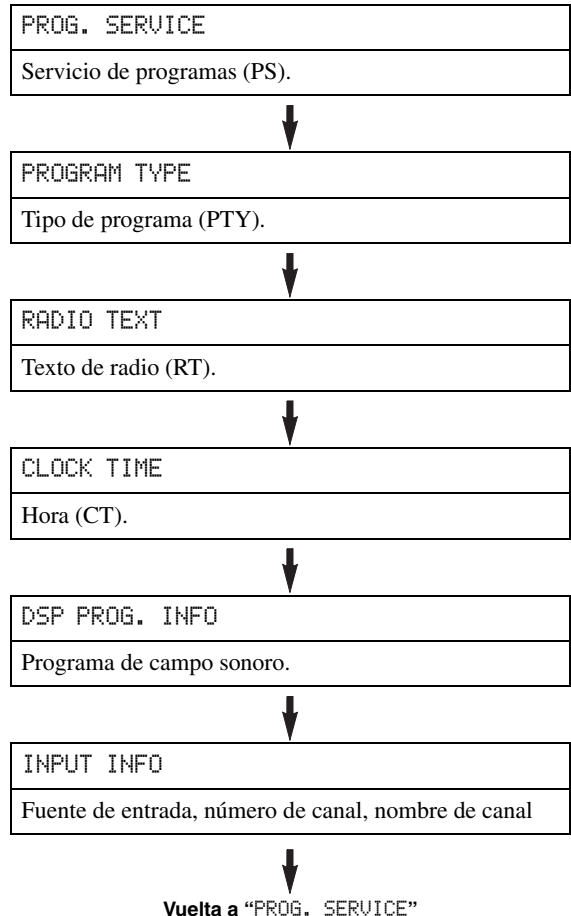 PROG. SERVICE
Servicio de programas (PS).
PROGRAM TYPE
Tipo de programa (PTY).
RADIO TEXT
Texto de radio (RT).
CLOCK TIME
Hora (CT).
DSP PROG. INFO
Programa de campo sonoro.
INPUT INFO
Fuente de entrada, número de canal, nombre de canal
Vuelta a “PROG. SERVICE”